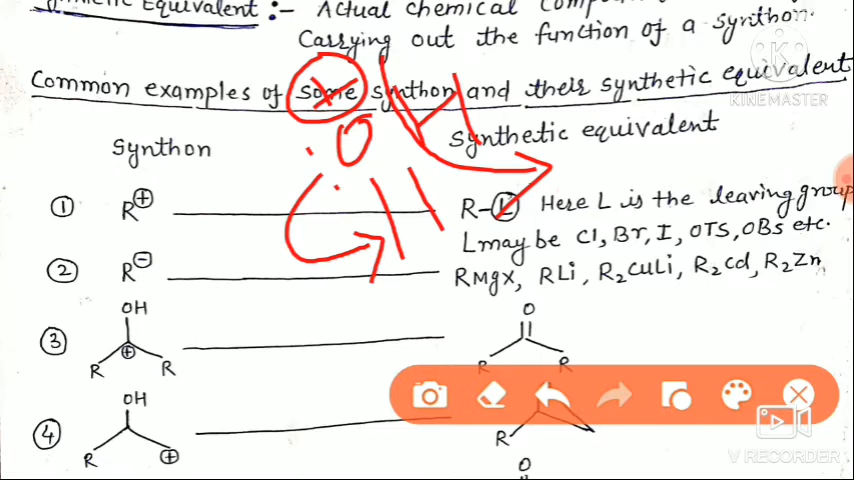 Equivalent :- Actual chemical
Carrying out the function of a synthon.
Common examples of some synthon and their synthetic equivalent
KINEMASTER
Synthon
Synthetic equivalent
① R⊕ R-L Here L is the leaving group
L may be Cl, Br, I, OTS, OBs etc.
② R⊖ RMgX, RLi, R₂CuLi, R₂Cd, R₂Zn
OH O
③ ⊕ R R R R
OH
④ R ⊕ R
O
V RECORDER